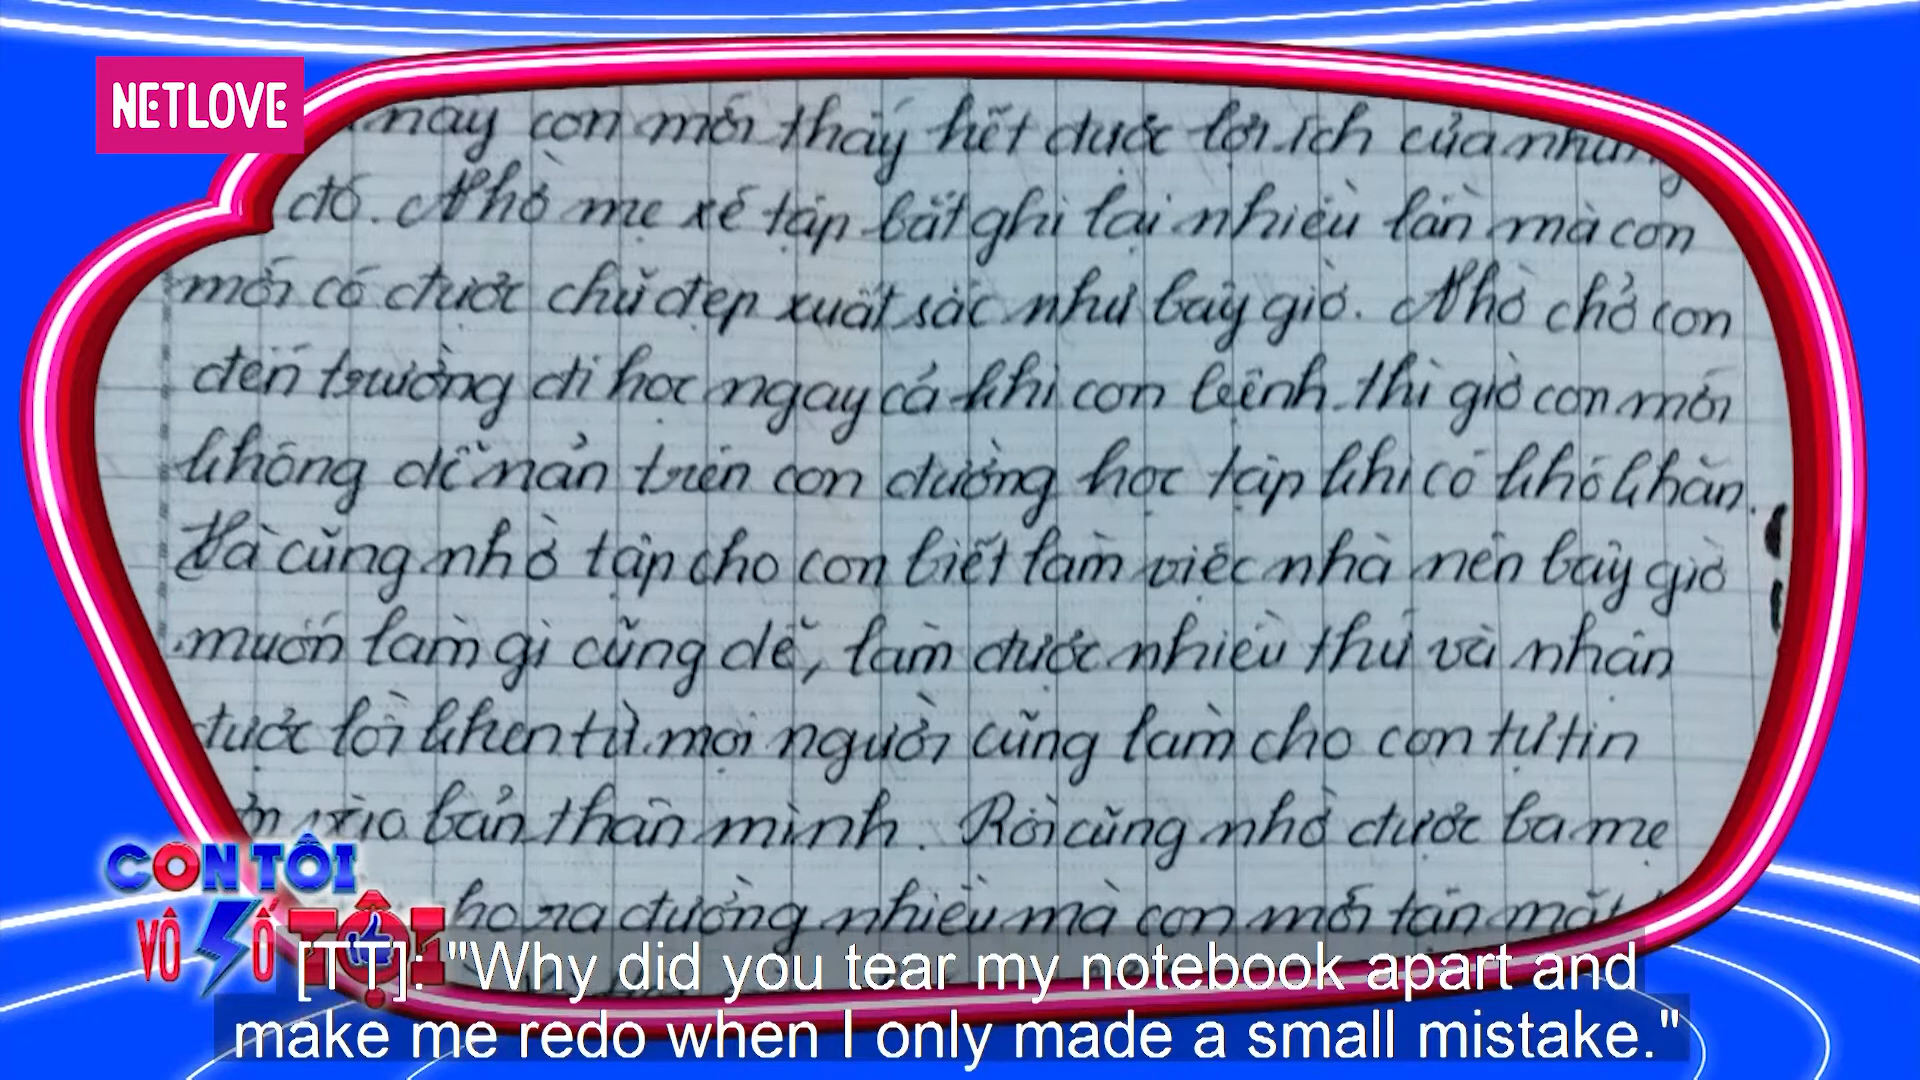 NETLOVE
nay con mới thấy hết được lợi ích của những
đó. Nhờ mẹ xé tập bắt ghi lại nhiều lần mà con
mới có được chữ đẹp xuất sắc như bây giờ. Nhờ chở con
đến trường đi học ngay cả khi con bệnh thì giờ con mới
không dễ nản trên con đường học tập khi có khó khăn.
Và cũng nhờ tập cho con biết làm việc nhà nên bây giờ
muốn làm gì cũng dễ, làm được nhiều thứ và nhận
được lời khen từ mọi người cũng làm cho con tự tin
vào bản thân mình. Rồi cũng nhờ được ba mẹ
ra đường nhiều mà con mới tận mắt
CON TÔI
VÔ SỐ TỘI
[TT]: "Why did you tear my notebook apart and
make me redo when I only made a small mistake."